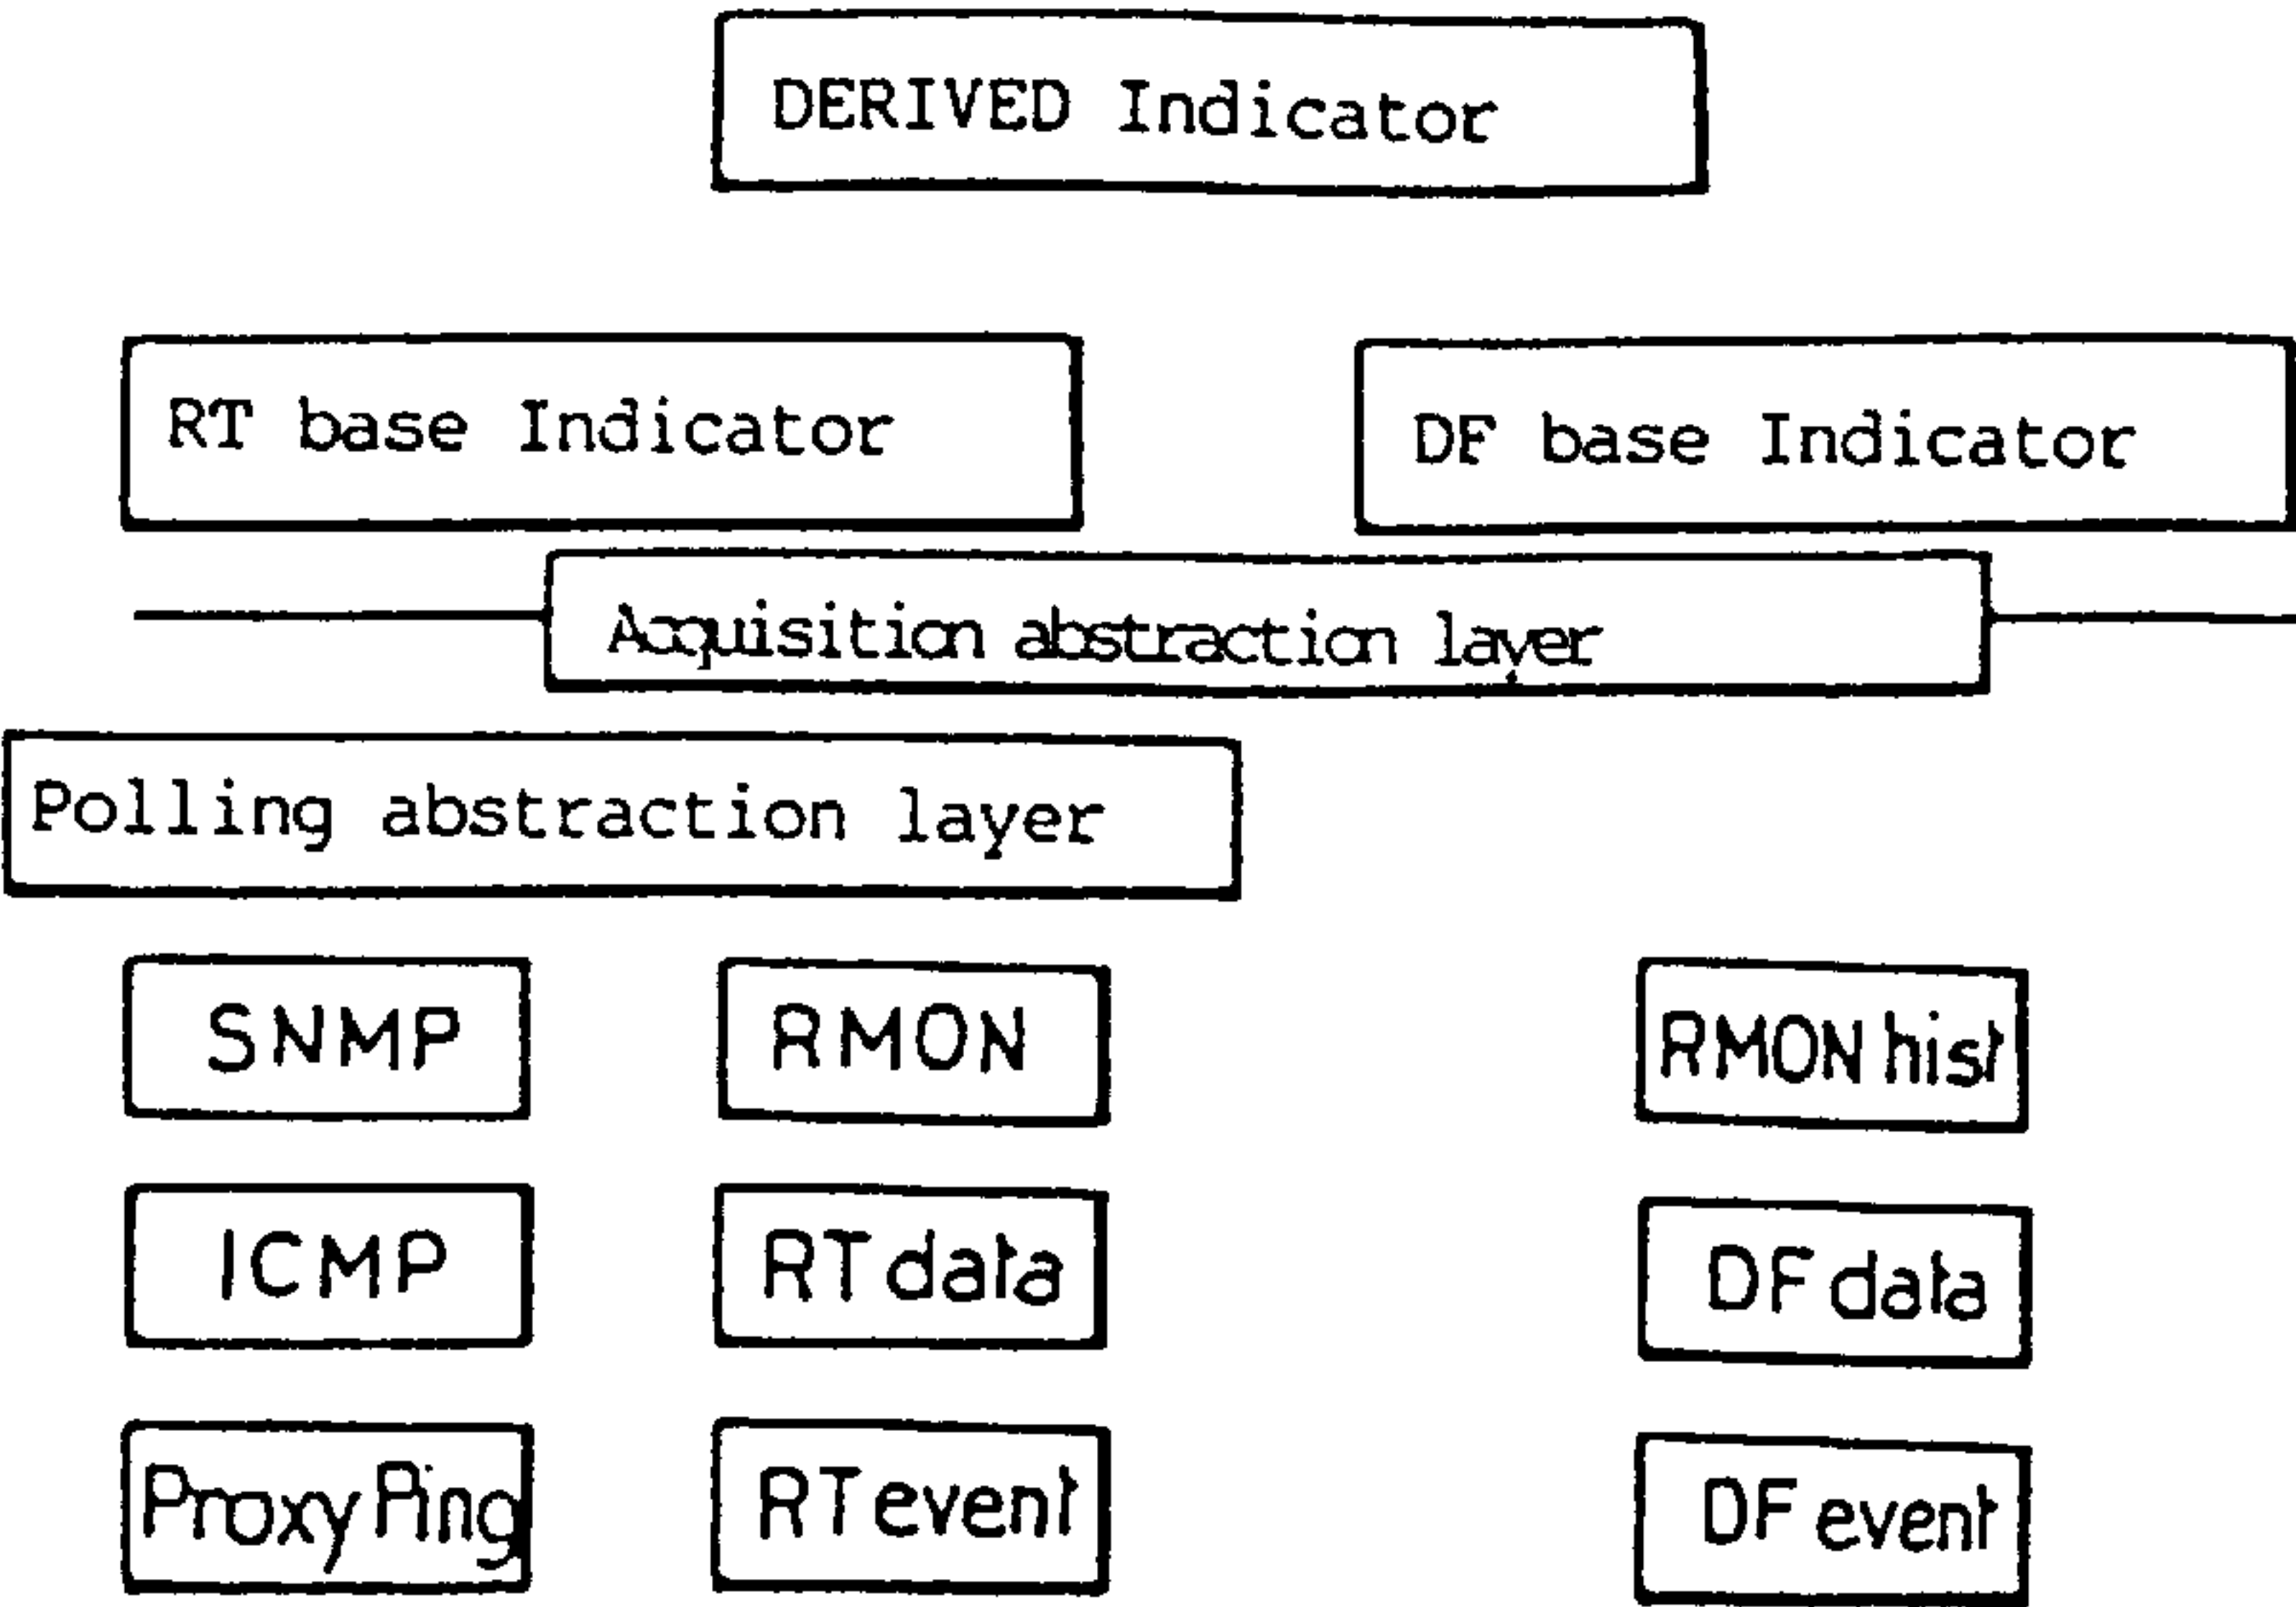 DERIVED Indicator
RT base Indicator
DF base Indicator
Acquisition abstraction layer
Polling abstraction layer
SNMP
RMON
RMON hist
ICMP
RT data
DF data
Proxy Ping
RT event
DF event